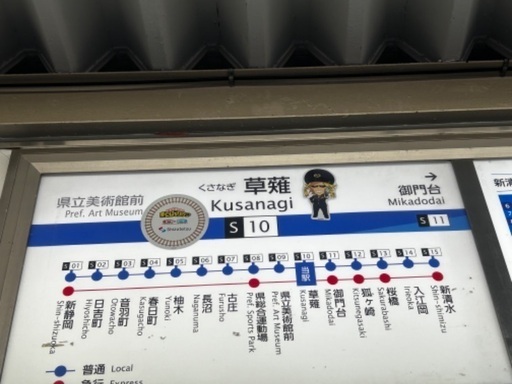 くさなぎ 草薙
Kusanagi
S 10
県立美術館前
Pref. Art Museum
→
御門台
Mikadodai
S 11
Shizutetsu
S 01 新静岡 Shin-shizuoka
S 02 日吉町 Hiyoshicho
S 03 音羽町 Otowacho
S 04 春日町 Kasugacho
S 05 柚木 Yunoki
S 06 長沼 Naganuma
S 07 古庄 Furusho
S 08 県総合運動場 Pref. Sports Park
S 09 県立美術館前 Pref. Art Museum
S 10 当駅 草薙 Kusanagi
S 11 御門台 Mikadodai
S 12 狐ヶ崎 Kitsunegasaki
S 13 桜橋 Sakurabashi
S 14 入江岡 Irieoka
S 15 新清水 Shin-shimizu
普通 Local
急行 Express
新清